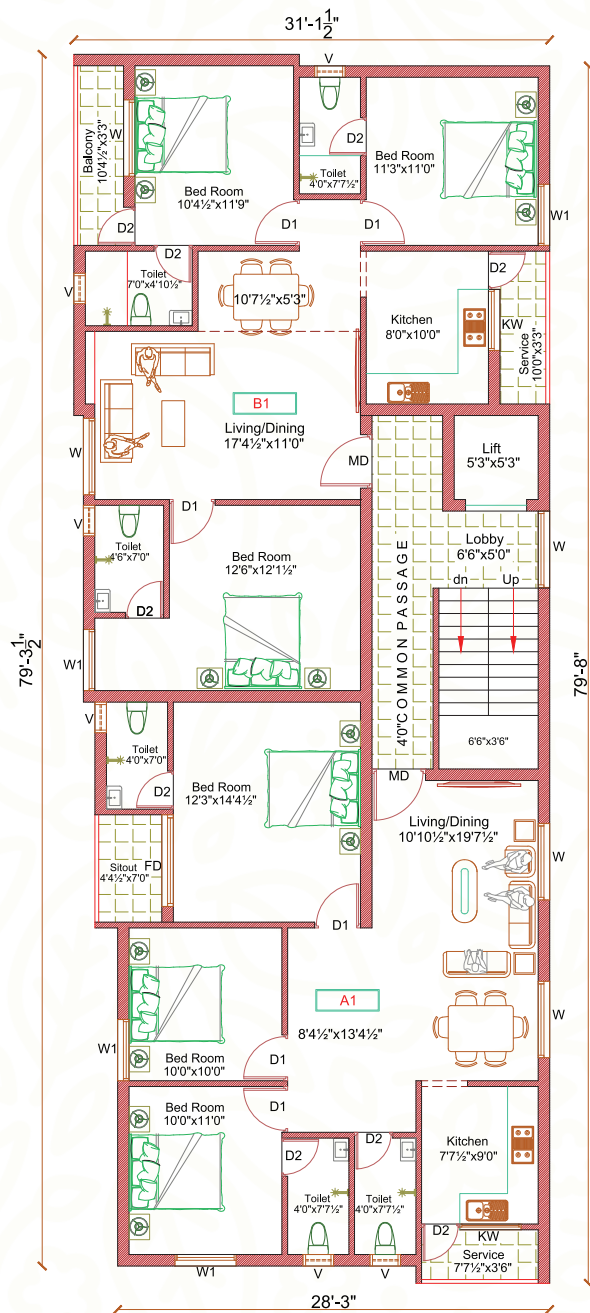 31'-1½"
V
Balcony
10'4½"x3'3"
W
D2
Bed Room
10'4½"x11'9"
D2
Toilet
4'0"x7'7½"
Bed Room
11'3"x11'0"
W1
D2
D1
D1
V
Toilet
7'0"x4'10½"
10'7½"x5'3"
Kitchen
8'0"x10'0"
D2
KW
Service
10'0"x3'3"
B1
Living/Dining
17'4½"x11'0"
W
MD
Lift
5'3"x5'3"
V
D1
Toilet
4'6"x7'0"
D2
Bed Room
12'6"x12'1½"
W1
4'0"COMMON PASSAGE
Lobby
6'6"x5'0"
W
dn
Up
6'6"x3'6"
79'-3½"
79'-8"
V
Toilet
4'0"x7'0"
D2
Bed Room
12'3"x14'4½"
MD
Living/Dining
10'10½"x19'7½"
W
Sitout
4'4½"x7'0"
FD
D1
A1
8'4½"x13'4½"
W
W1
Bed Room
10'0"x10'0"
D1
Bed Room
10'0"x11'0"
D1
D2
Toilet
4'0"x7'7½"
D2
Toilet
4'0"x7'7½"
Kitchen
7'7½"x9'0"
D2
KW
Service
7'7½"x3'6"
W1
V
V
28'-3"